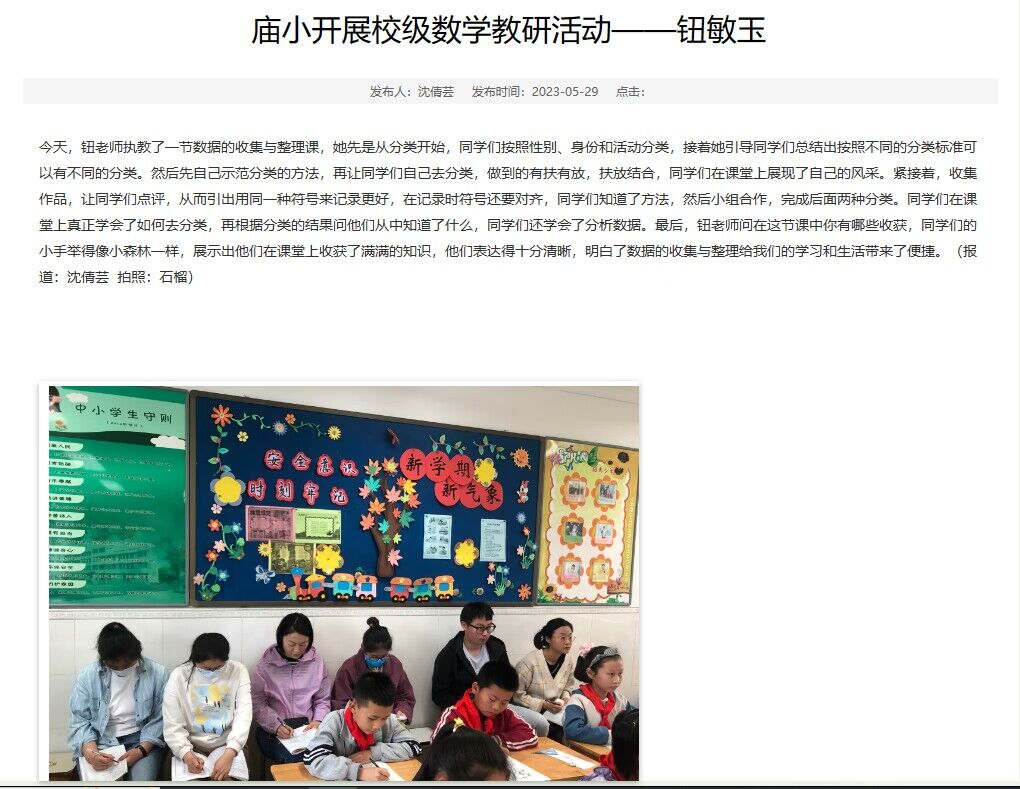 庙小开展校级数学教研活动——钮敏玉
发布人：沈倩芸 发布时间：2023-05-29 点击：
今天，钮老师执教了一节数据的收集与整理课，她先是从分类开始，同学们按照性别、身份和活动分类，接着她引导同学们总结出按照不同的分类标准可
以有不同的分类。然后先自己示范分类的方法，再让同学们自己去分类，做到的有扶有放，扶放结合，同学们在课堂上展现了自己的风采。紧接着，收集
作品，让同学们点评，从而引出用同一种符号来记录更好，在记录时符号还要对齐，同学们知道了方法，然后小组合作，完成后面两种分类。同学们在课
堂上真正学会了如何去分类，再根据分类的结果问他们从中知道了什么，同学们还学会了分析数据。最后，钮老师问在这节课中你有哪些收获，同学们的
小手举得像小森林一样，展示出他们在课堂上收获了满满的知识，他们表达得十分清晰，明白了数据的收集与整理给我们的学习和生活带来了便捷。（报
道：沈倩芸 拍照：石榴）
中小学生守则
安全意识
时刻牢记
新学期
新气象